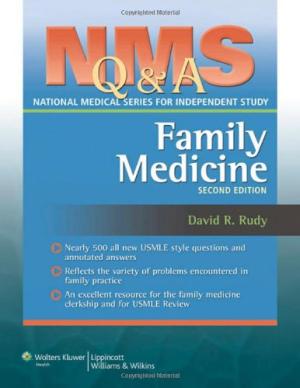 NMS
Q & A
NATIONAL MEDICAL SERIES FOR INDEPENDENT STUDY
Family
Medicine
SECOND EDITION
David R. Rudy
Nearly 500 all new USMLE style questions and
annotated answers
Reflects the variety of problems encountered in
family practice
An excellent resource for the family medicine
clerkship and for USMLE Review
Wolters Kluwer
Health
Lippincott
Williams & Wilkins